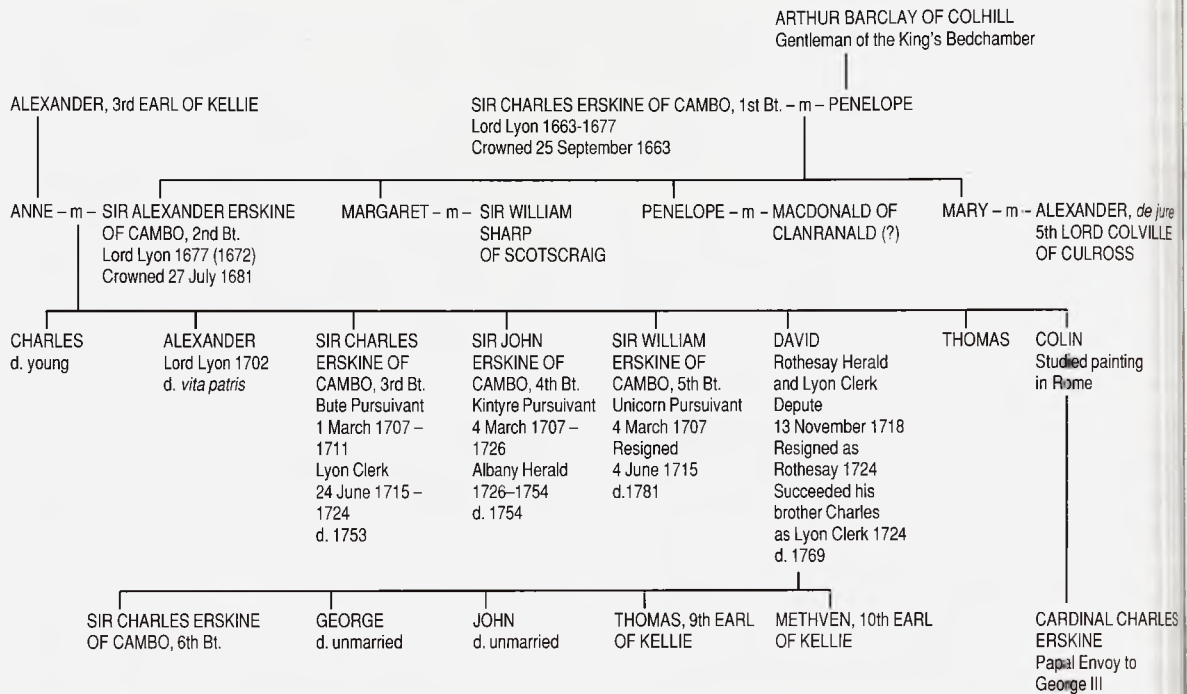 ARTHUR BARCLAY OF COLHILL
Gentleman of the King's Bedchamber
ALEXANDER, 3rd EARL OF KELLIE
SIR CHARLES ERSKINE OF CAMBO, 1st Bt. – m – PENELOPE
Lord Lyon 1663-1677
Crowned 25 September 1663
ANNE – m – SIR ALEXANDER ERSKINE
OF CAMBO, 2nd Bt.
Lord Lyon 1677 (1672)
Crowned 27 July 1681
MARGARET – m – SIR WILLIAM
SHARP
OF SCOTSCRAIG
PENELOPE – m – MACDONALD OF
CLANRANALD (?)
MARY – m – ALEXANDER, de jure
5th LORD COLVILLE
OF CULROSS
CHARLES
d. young
ALEXANDER
Lord Lyon 1702
d. vita patris
SIR CHARLES
ERSKINE OF
CAMBO, 3rd Bt.
Bute Pursuivant
1 March 1707 –
1711
Lyon Clerk
24 June 1715 –
1724
d. 1753
SIR JOHN
ERSKINE OF
CAMBO, 4th Bt.
Kintyre Pursuivant
4 March 1707 –
1726
Albany Herald
1726–1754
d. 1754
SIR WILLIAM
ERSKINE OF
CAMBO, 5th Bt.
Unicorn Pursuivant
4 March 1707
Resigned
4 June 1715
d.1781
DAVID
Rothesay Herald
and Lyon Clerk
Depute
13 November 1718
Resigned as
Rothesay 1724
Succeeded his
brother Charles
as Lyon Clerk 1724
d. 1769
THOMAS
COLIN
Studied painting
in Rome
SIR CHARLES ERSKINE
OF CAMBO, 6th Bt.
GEORGE
d. unmarried
JOHN
d. unmarried
THOMAS, 9th EARL
OF KELLIE
METHVEN, 10th EARL
OF KELLIE
CARDINAL CHARLES
ERSKINE
Papal Envoy to
George III